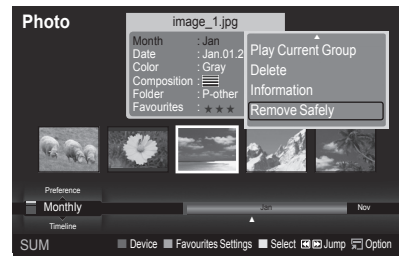 Photo
image_1.jpg
Month : Jan
Date : Jan.01.2
Color : Gray
Composition :
Folder : P-other
Favourites : ★ ★ ★
Play Current Group
Delete
Information
Remove Safely
Preference
Monthly
Timeline
Jan
Nov
SUM
Device
Favourites Settings
Select
Jump
Option